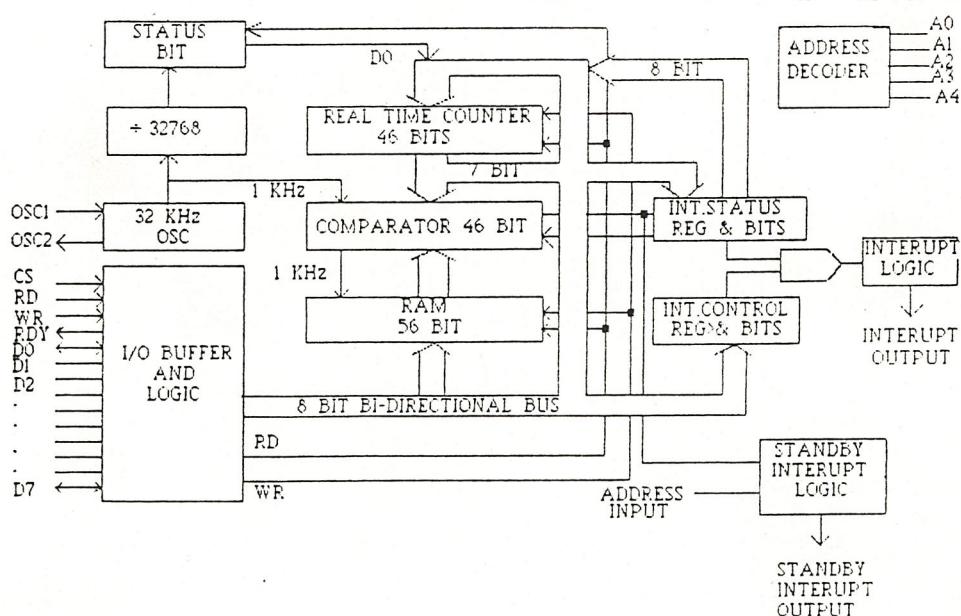 STATUS
BIT
D0
8 BIT
ADDRESS
DECODER
A0
A1
A2
A3
A4
÷ 32768
REAL TIME COUNTER
46 BITS
7 BIT
1 KHz
OSC1
OSC2
32 KHz
OSC
COMPARATOR 46 BIT
INT.STATUS
REG & BITS
INTERUPT
LOGIC
1 KHz
CS
RD
WR
RDY
D0
D1
D2
.
.
.
.
D7
I/O BUFFER
AND
LOGIC
RAM
56 BIT
INT.CONTROL
REG & BITS
INTERUPT
OUTPUT
8 BIT BI-DIRECTIONAL BUS
RD
WR
ADDRESS
INPUT
STANDBY
INTERUPT
LOGIC
STANDBY
INTERUPT
OUTPUT